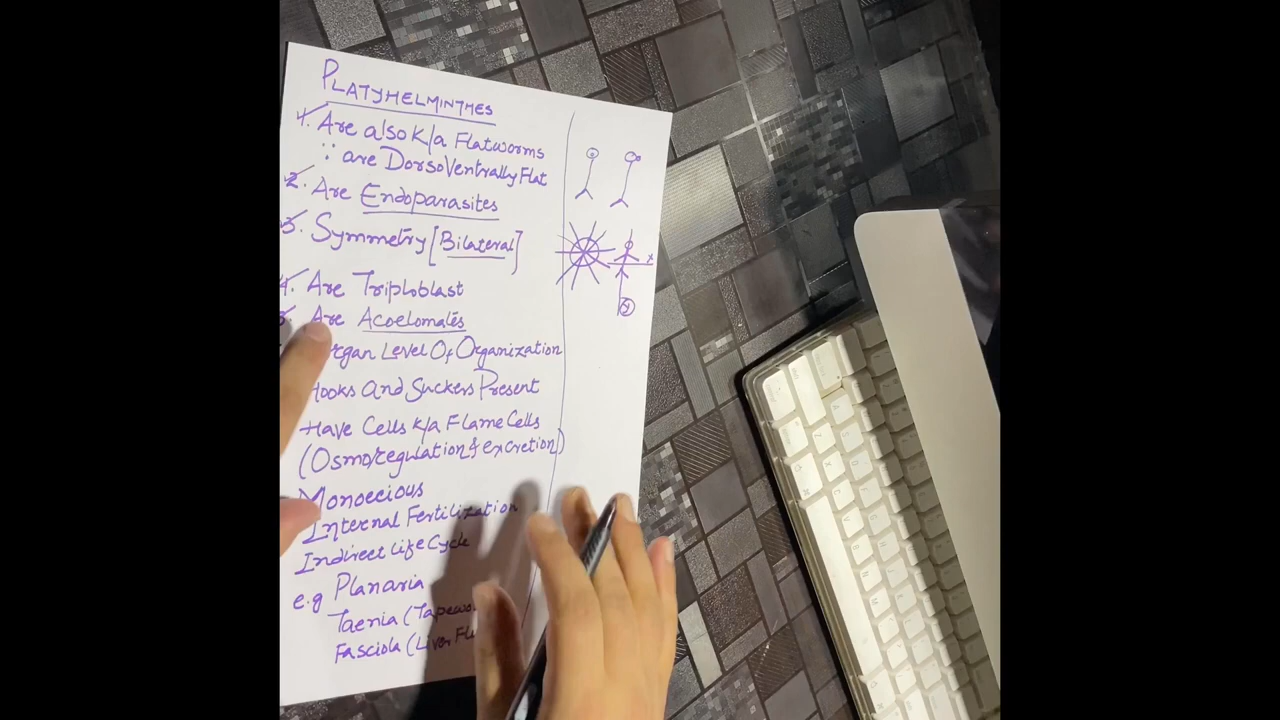 PLATYHELMINTHES
1. Are also K/a Flatworms
∵ are DorsoVentrally Flat
2. Are Endoparasites
3. Symmetry [Bilateral]
4. Are Triploblast
5. Are Acoelomates
Organ Level Of Organization
Hooks And Suckers Present
Have Cells K/a Flame Cells
(Osmoregulation & excretion)
Monoecious
Internal Fertilization
Indirect Life Cycle
e.g Planaria
Taenia (
Fasciola (Liver
x
y